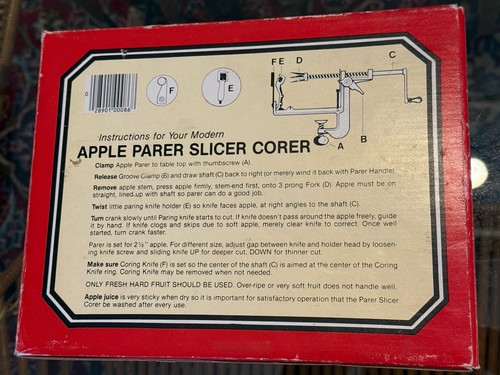 0
28901 00086
F
E
FE
D
C
A
B
Instructions for Your Modern
APPLE PARER SLICER CORER
Clamp Apple Parer to table top with thumbscrew (A).
Release Groove Clamp (B) and draw shaft (C) back to right (or merely wind it back with Parer Handle)
Remove apple stem, press apple firmly, stem-end first, onto 3 prong Fork (D). Apple must be on
straight, lined,up with shaft so parer can do a good job.
Twist little paring knife holder (E) so knife faces apple, at right angles to the shaft (C).
Turn crank slowly until Paring knife starts to cut. If knife doesn't pass around the apple freely, guide
it by hand. If knife clogs and skips due to soft apple, merely clear knife to correct. Once well
started, turn crank faster.
Parer is set for 2½" apple. For different size, adjust gap between knife and holder head by loosen-
ing knife screw and sliding knife UP for deeper cut, DOWN for thinner cut.
Make sure Coring Knife (F) is set so the center of the shaft (C) is aimed at the center of the Coring
Knife ring. Coring Knife may be removed when not needed.
ONLY FRESH HARD FRUIT SHOULD BE USED. Over-ripe or very soft fruit does not handle well.
Apple juice is very sticky when dry so it is important for satisfactory operation that the Parer Slicer
Corer be washed after every use.